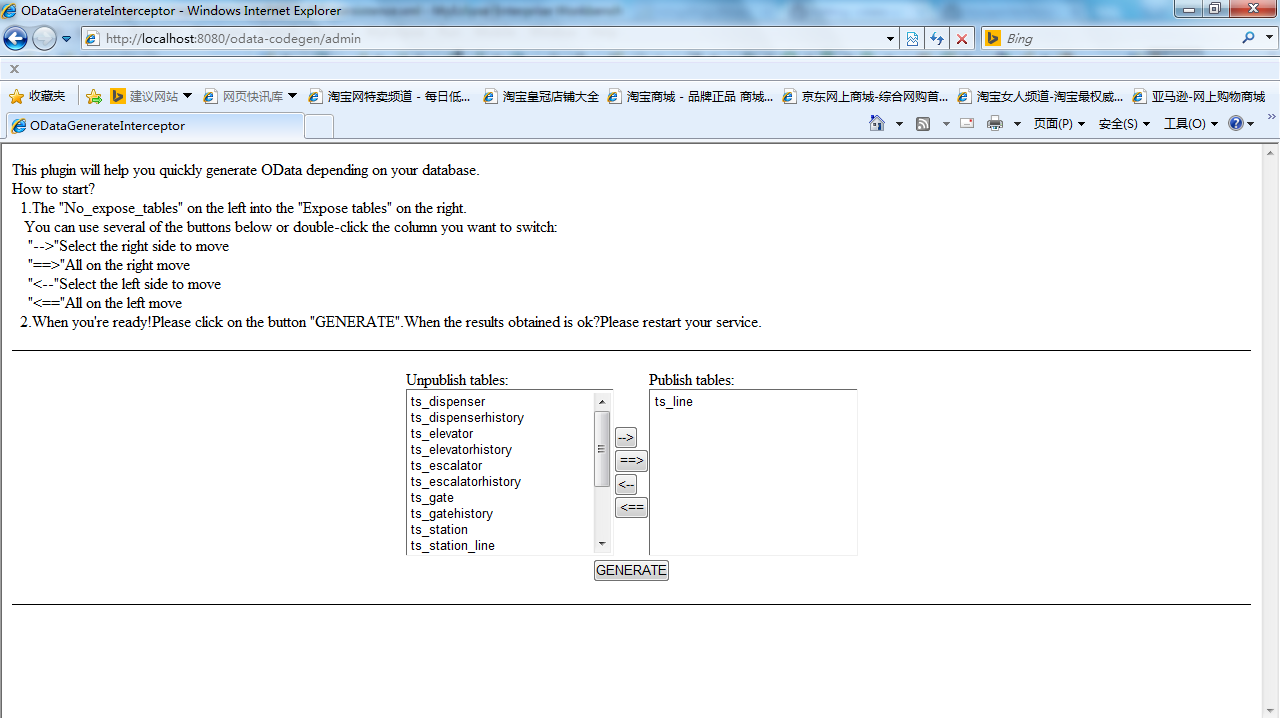 ODataGenerateInterceptor - Windows Internet Explorer
http://localhost:8080/odata-codegen/admin
Bing
x
收藏夹 建议网站 网页快讯库 淘宝网特卖频道 - 每日低... 淘宝皇冠店铺大全 淘宝商城 - 品牌正品 商城... 京东网上商城-综合网购首... 淘宝女人频道-淘宝最权威... 亚马逊-网上购物商城
ODataGenerateInterceptor
页面(P) 安全(S) 工具(O)
This plugin will help you quickly generate OData depending on your database.
How to start?
1.The "No_expose_tables" on the left into the "Expose tables" on the right.
You can use several of the buttons below or double-click the column you want to switch:
"-->"Select the right side to move
"==>"All on the right move
"<--"Select the left side to move
"<=="All on the left move
2.When you're ready!Please click on the button "GENERATE".When the results obtained is ok?Please restart your service.
Unpublish tables:
ts_dispenser
ts_dispenserhistory
ts_elevator
ts_elevatorhistory
ts_escalator
ts_escalatorhistory
ts_gate
ts_gatehistory
ts_station
ts_station_line
-->
==>
<--
<==
Publish tables:
ts_line
GENERATE